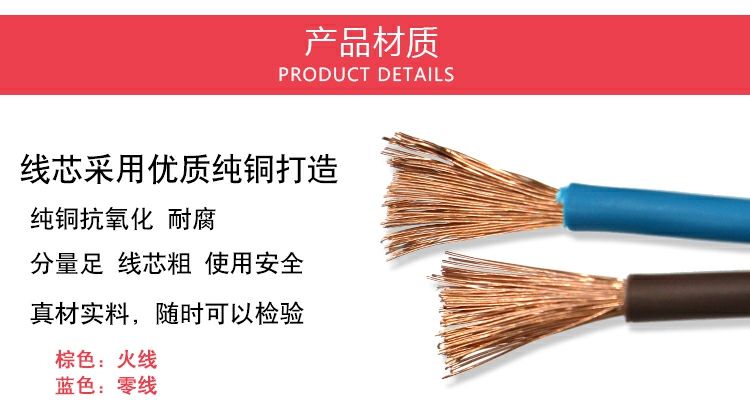 产品材质
PRODUCT DETAILS
线芯采用优质纯铜打造
纯铜抗氧化 耐腐
分量足 线芯粗 使用安全
真材实料，随时可以检验
棕色：火线
蓝色：零线